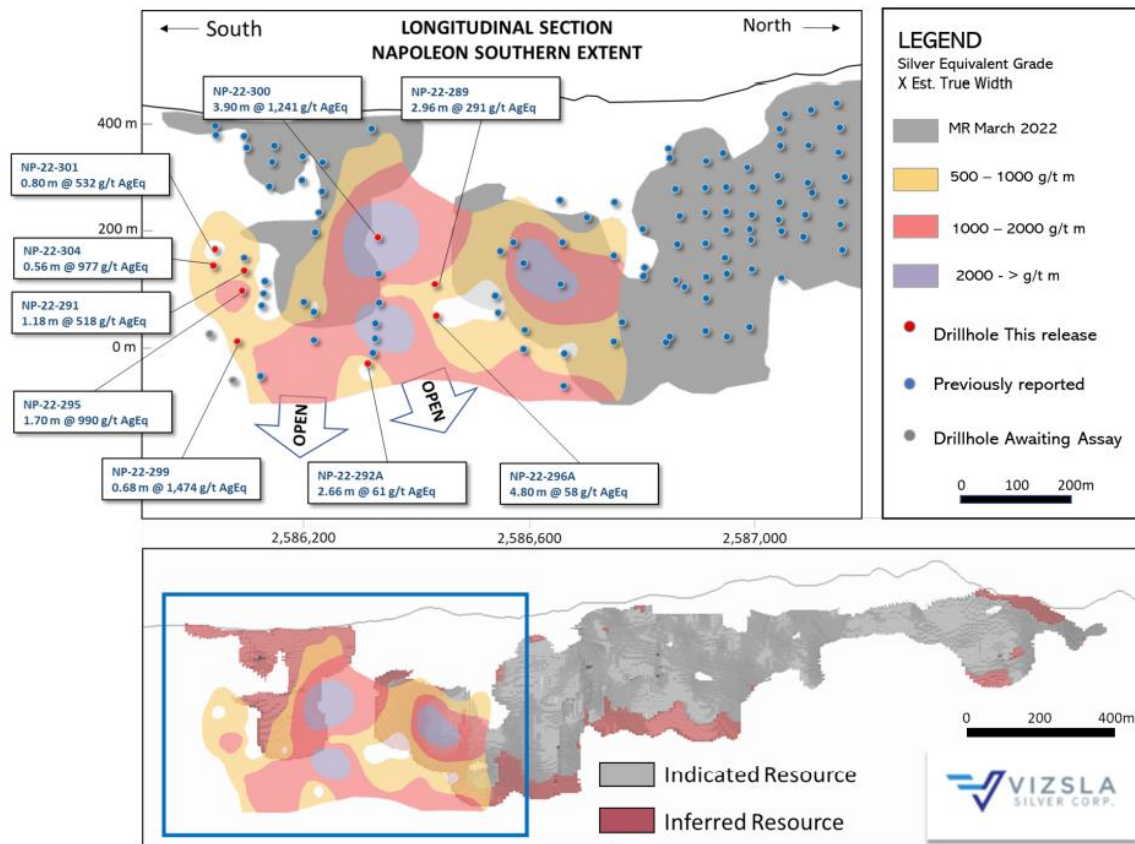 South
LONGITUDINAL SECTION
NAPOLEON SOUTHERN EXTENT
North
NP-22-300
3.90 m @ 1,241 g/t AgEq
NP-22-289
2.96 m @ 291 g/t AgEq
400 m
NP-22-301
0.80 m @ 532 g/t AgEq
200 m
NP-22-304
0.56 m @ 977 g/t AgEq
NP-22-291
1.18 m @ 518 g/t AgEq
0 m
NP-22-295
1.70 m @ 990 g/t AgEq
OPEN
OPEN
NP-22-299
0.68 m @ 1,474 g/t AgEq
NP-22-292A
2.66 m @ 61 g/t AgEq
NP-22-296A
4.80 m @ 58 g/t AgEq
2,586,200
2,586,600
2,587,000
LEGEND
Silver Equivalent Grade
X Est. True Width
MR March 2022
500 – 1000 g/t m
1000 – 2000 g/t m
2000 - > g/t m
Drillhole This release
Previously reported
Drillhole Awaiting Assay
0 100 200m
0 200 400m
Indicated Resource
Inferred Resource
VIZSLA
SILVER CORP.